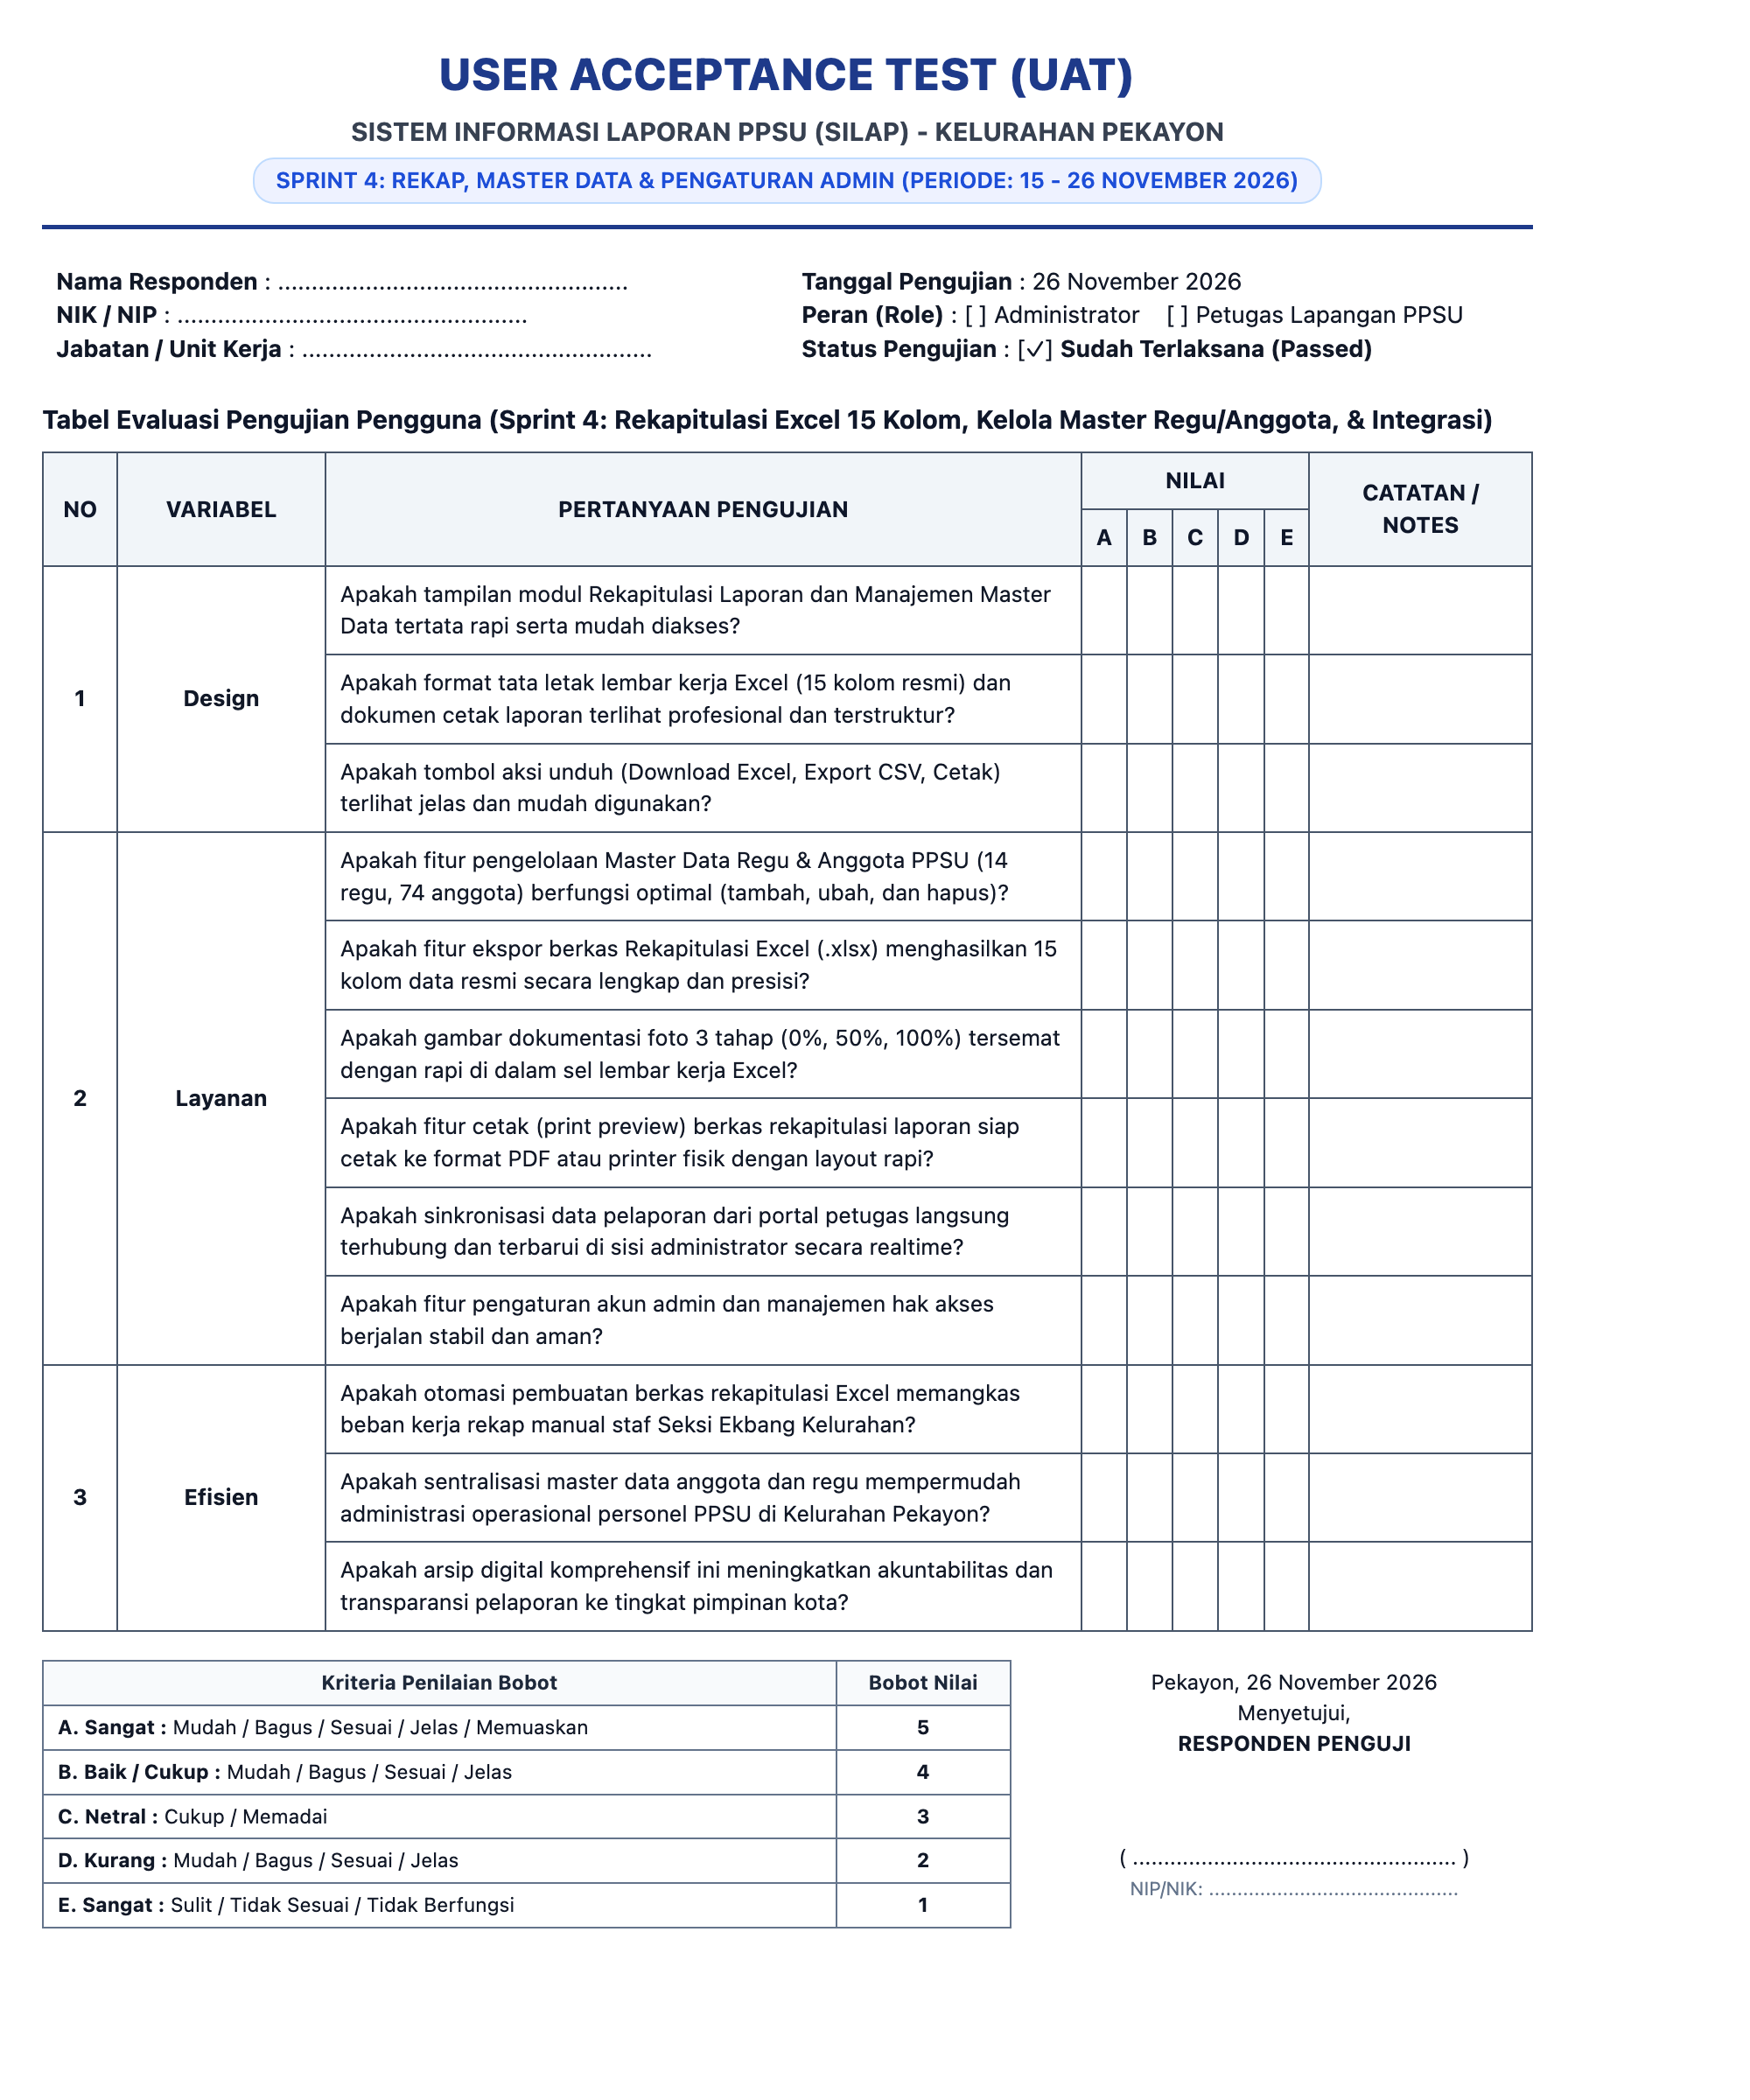 USER ACCEPTANCE TEST (UAT)
SISTEM INFORMASI LAPORAN PPSU (SILAP) - KELURAHAN PEKAYON
SPRINT 4: REKAP, MASTER DATA & PENGATURAN ADMIN (PERIODE: 15 - 26 NOVEMBER 2026)
Nama Responden : ....................................................
NIK / NIP : ....................................................
Jabatan / Unit Kerja : ....................................................
Tanggal Pengujian : 26 November 2026
Peran (Role) : [ ] Administrator [ ] Petugas Lapangan PPSU
Status Pengujian : [✓] Sudah Terlaksana (Passed)
Tabel Evaluasi Pengujian Pengguna (Sprint 4: Rekapitulasi Excel 15 Kolom, Kelola Master Regu/Anggota, & Integrasi)
NO VARIABEL PERTANYAAN PENGUJIAN NILAI CATATAN /
NOTES
A B C D E
1 Design
Apakah tampilan modul Rekapitulasi Laporan dan Manajemen Master
Data tertata rapi serta mudah diakses?
Apakah format tata letak lembar kerja Excel (15 kolom resmi) dan
dokumen cetak laporan terlihat profesional dan terstruktur?
Apakah tombol aksi unduh (Download Excel, Export CSV, Cetak)
terlihat jelas dan mudah digunakan?
2 Layanan
Apakah fitur pengelolaan Master Data Regu & Anggota PPSU (14
regu, 74 anggota) berfungsi optimal (tambah, ubah, dan hapus)?
Apakah fitur ekspor berkas Rekapitulasi Excel (.xlsx) menghasilkan 15
kolom data resmi secara lengkap dan presisi?
Apakah gambar dokumentasi foto 3 tahap (0%, 50%, 100%) tersemat
dengan rapi di dalam sel lembar kerja Excel?
Apakah fitur cetak (print preview) berkas rekapitulasi laporan siap
cetak ke format PDF atau printer fisik dengan layout rapi?
Apakah sinkronisasi data pelaporan dari portal petugas langsung
terhubung dan terbarui di sisi administrator secara realtime?
Apakah fitur pengaturan akun admin dan manajemen hak akses
berjalan stabil dan aman?
3 Efisien
Apakah otomasi pembuatan berkas rekapitulasi Excel memangkas
beban kerja rekap manual staf Seksi Ekbang Kelurahan?
Apakah sentralisasi master data anggota dan regu mempermudah
administrasi operasional personel PPSU di Kelurahan Pekayon?
Apakah arsip digital komprehensif ini meningkatkan akuntabilitas dan
transparansi pelaporan ke tingkat pimpinan kota?
Kriteria Penilaian Bobot Bobot Nilai
A. Sangat : Mudah / Bagus / Sesuai / Jelas / Memuaskan 5
B. Baik / Cukup : Mudah / Bagus / Sesuai / Jelas 4
C. Netral : Cukup / Memadai 3
D. Kurang : Mudah / Bagus / Sesuai / Jelas 2
E. Sangat : Sulit / Tidak Sesuai / Tidak Berfungsi 1
Pekayon, 26 November 2026
Menyetujui,
RESPONDEN PENGUJI
( .................................................... )
NIP/NIK: ............................................